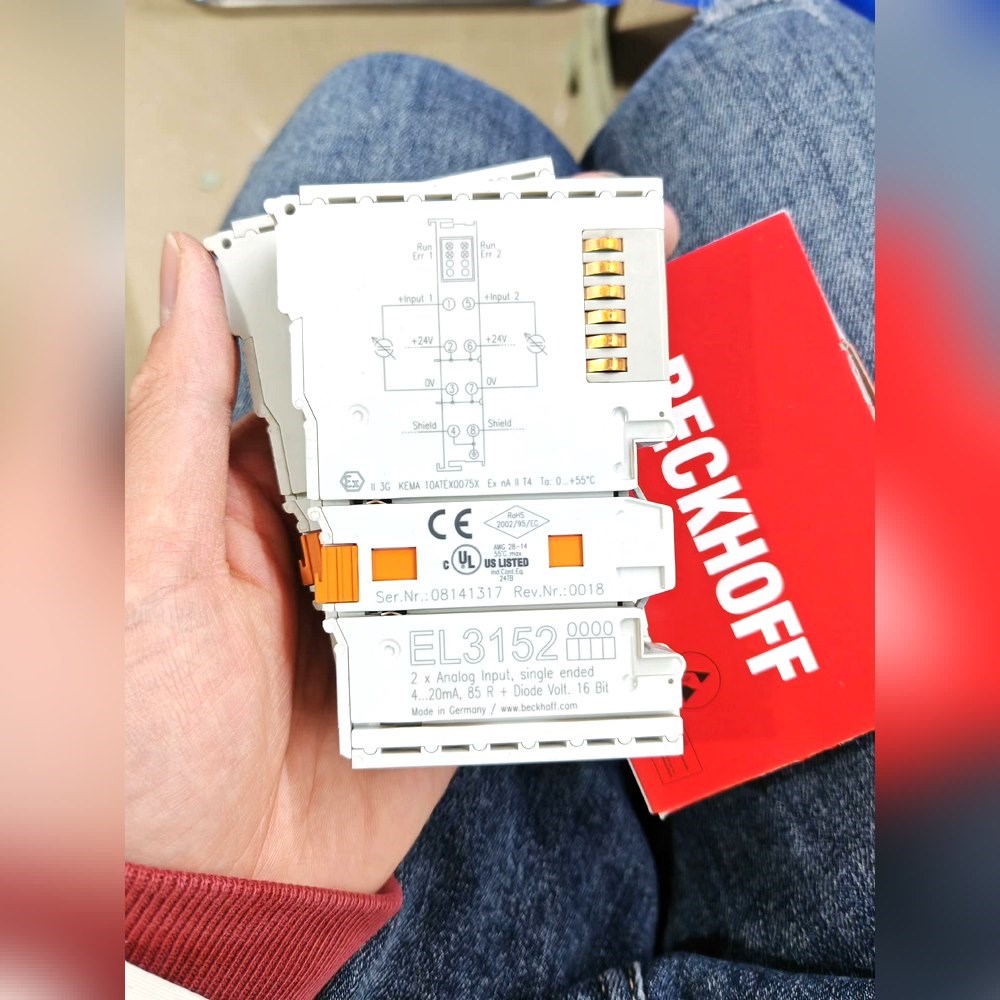 Run Run
Err 1 Err 2
+Input 1 1 5 +Input 2
+24V 2 6 +24V
0V 3 7 0V
Shield 4 8 Shield
Ex II 3G KEMA 10ATEX0075X Ex nA II T4 Ta: 0...+55°C
CE
RoHS
2002/95/EC
C UL US LISTED
AWG 28-14
55°C max
Ind.Cont.Eq.
24TB
Ser.Nr.:08141317 Rev.Nr.:0018
EL3152 0000
2 x Analog Input, single ended
4...20mA, 85 R + Diode Volt. 16 Bit
Made in Germany / www.beckhoff.com
BECKHOFF